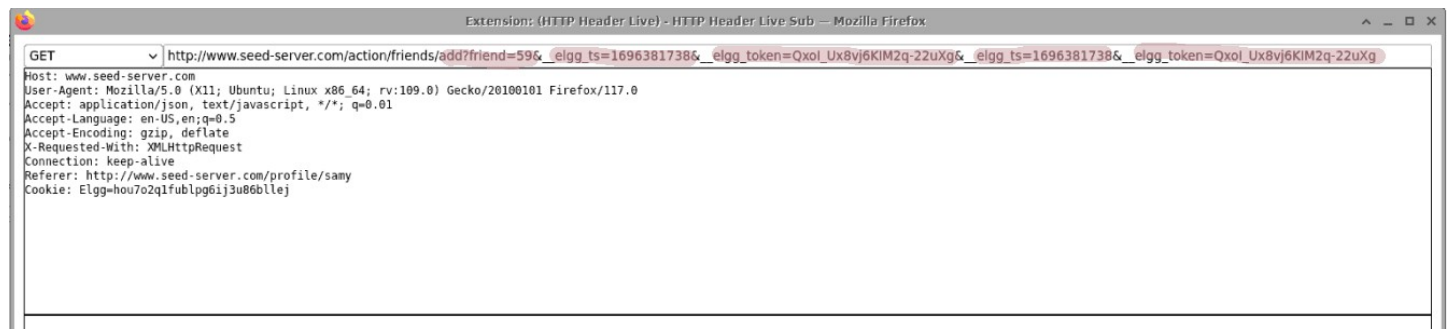 Extension: (HTTP Header Live) - HTTP Header Live Sub — Mozilla Firefox
GET http://www.seed-server.com/action/friends/add?friend=59&__elgg_ts=1696381738&__elgg_token=QxoI_Ux8vj6KIM2q-22uXg&__elgg_ts=1696381738&__elgg_token=QxoI_Ux8vj6KIM2q-22uXg
Host: www.seed-server.com
User-Agent: Mozilla/5.0 (X11; Ubuntu; Linux x86_64; rv:109.0) Gecko/20100101 Firefox/117.0
Accept: application/json, text/javascript, */*; q=0.01
Accept-Language: en-US,en;q=0.5
Accept-Encoding: gzip, deflate
X-Requested-With: XMLHttpRequest
Connection: keep-alive
Referer: http://www.seed-server.com/profile/samy
Cookie: Elgg=hou7o2q1fublpg6ij3u86bllej